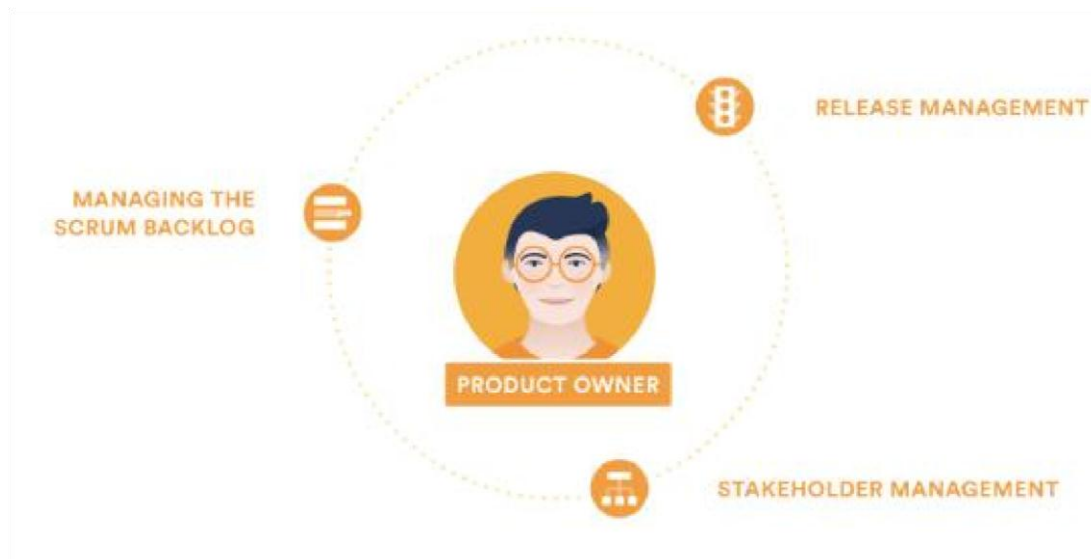 RELEASE MANAGEMENT
MANAGING THE
SCRUM BACKLOG
PRODUCT OWNER
STAKEHOLDER MANAGEMENT